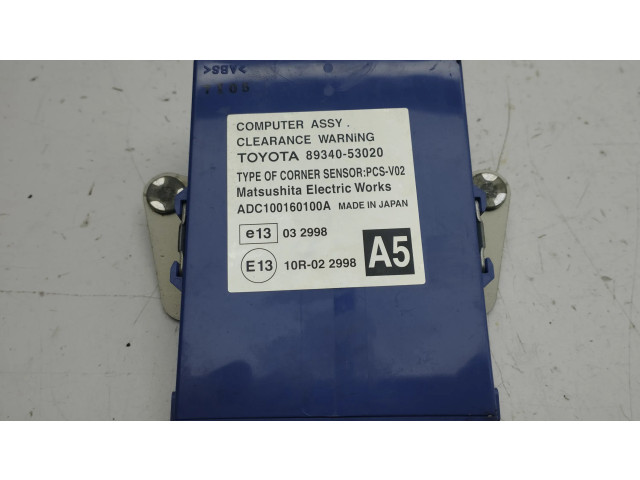 >ABS<
COMPUTER ASSY.
CLEARANCE WARNiNG
TOYOTA 89340-53020
TYPE OF CORNER SENSOR:PCS-V02
Matsushita Electric Works
ADC100160100A MADE IN JAPAN
e13 03 2998
E13 10R-02 2998 A5